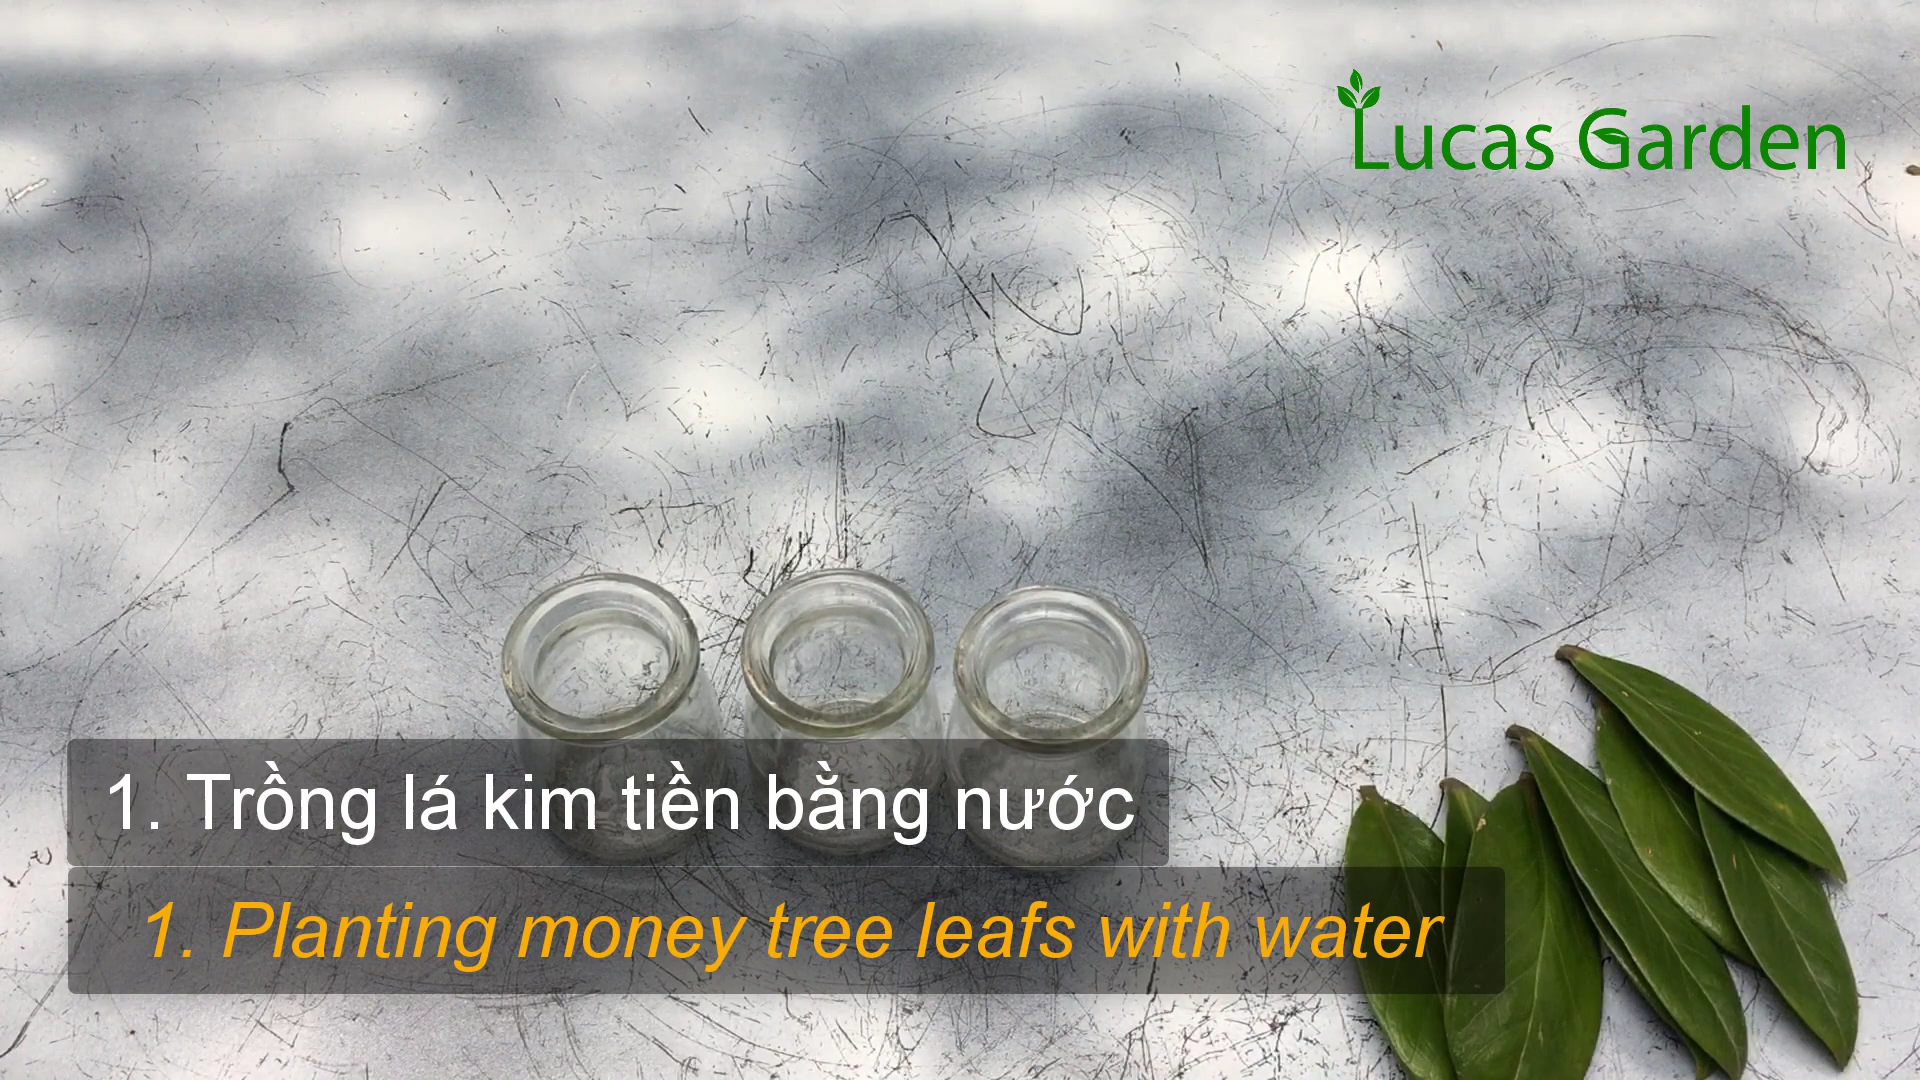 Lucas Garden
1. Trồng lá kim tiền bằng nước
1. Planting money tree leafs with water